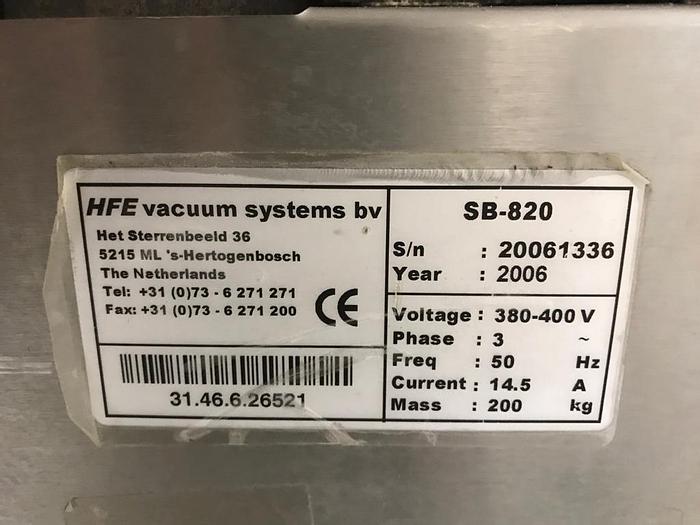 HFE vacuum systems bv
Het Sterrenbeeld 36
5215 ML 's-Hertogenbosch
The Netherlands
Tel: +31 (0)73 - 6 271 271
Fax: +31 (0)73 - 6 271 200
CE
31.46.6.26521
SB-820
S/n : 20061336
Year : 2006
Voltage : 380-400 V
Phase : 3 ~
Freq : 50 Hz
Current : 14.5 A
Mass : 200 kg